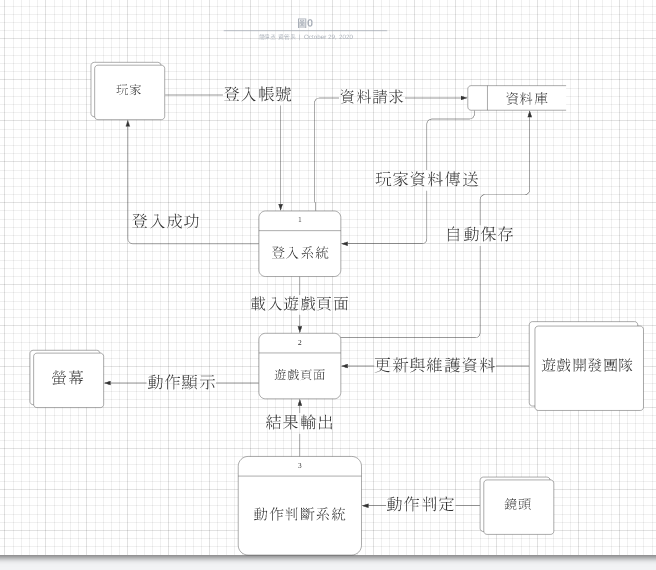 圖0
October 29, 2020
玩家
登入帳號
資料請求
資料庫
玩家資料傳送
登入成功
1
登入系統
自動保存
載入遊戲頁面
2
遊戲頁面
更新與維護資料
遊戲開發團隊
螢幕
動作顯示
結果輸出
3
動作判斷系統
動作判定
鏡頭